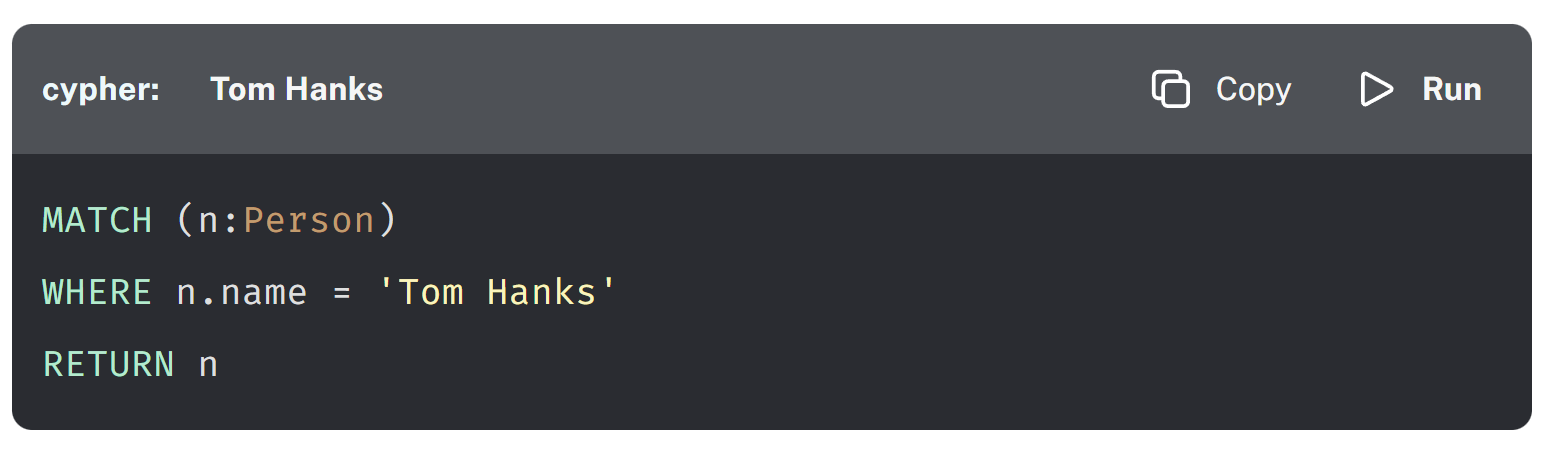 cypher: Tom Hanks Copy Run
MATCH (n:Person)
WHERE n.name = 'Tom Hanks'
RETURN n